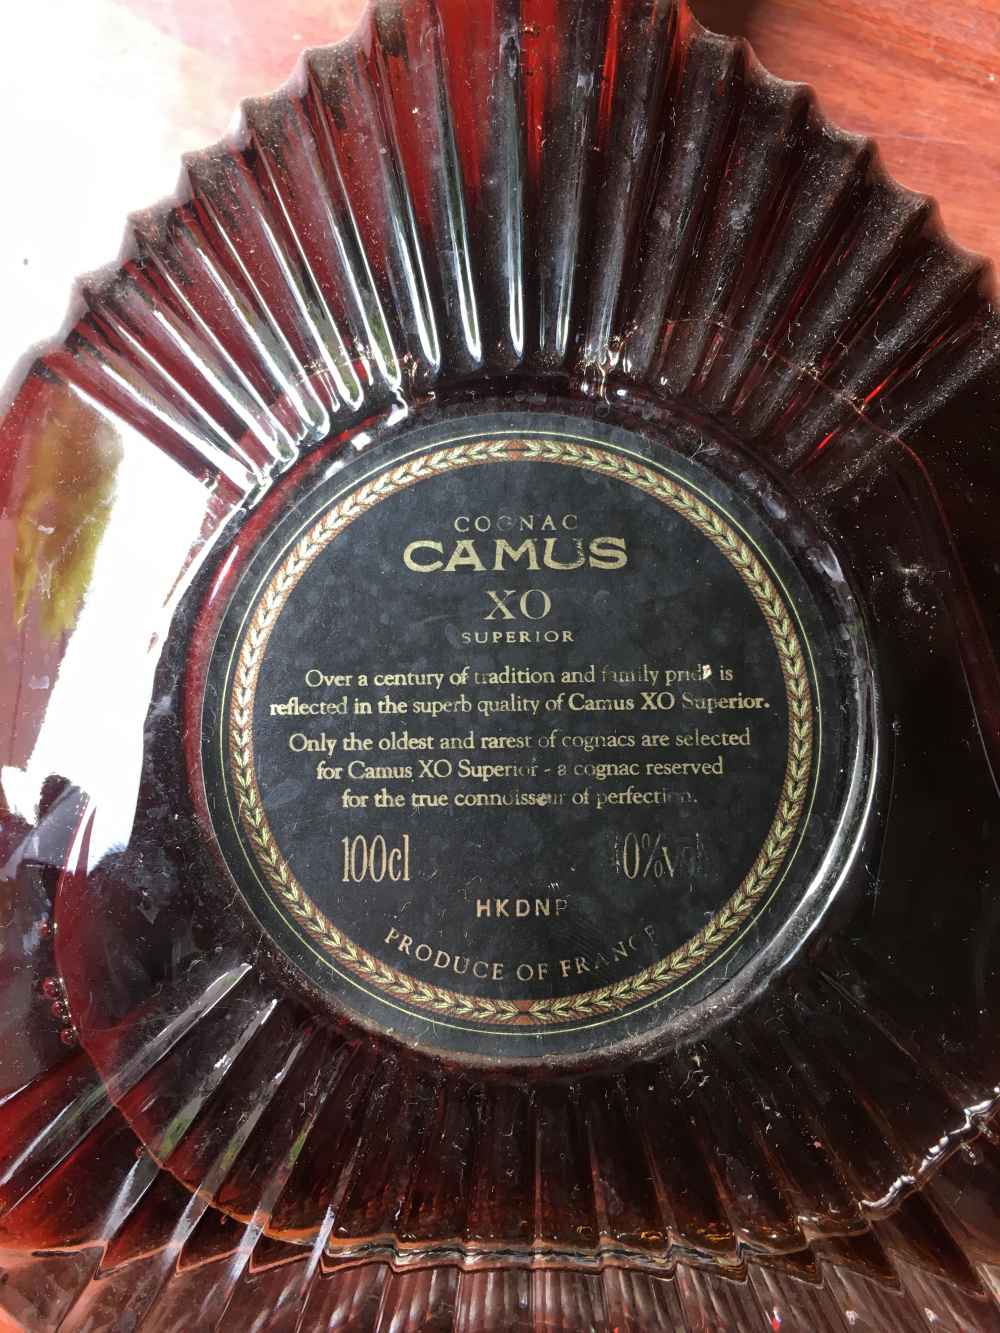 COGNAC
CAMUS
XO
SUPERIOR
Over a century of tradition and family pride is
reflected in the superb quality of Camus XO Superior.
Only the oldest and rarest of cognacs are selected
for Camus XO Superior - a cognac reserved
for the true connoisseur of perfection.
100cl
HKDNP
PRODUCE OF FRANCE